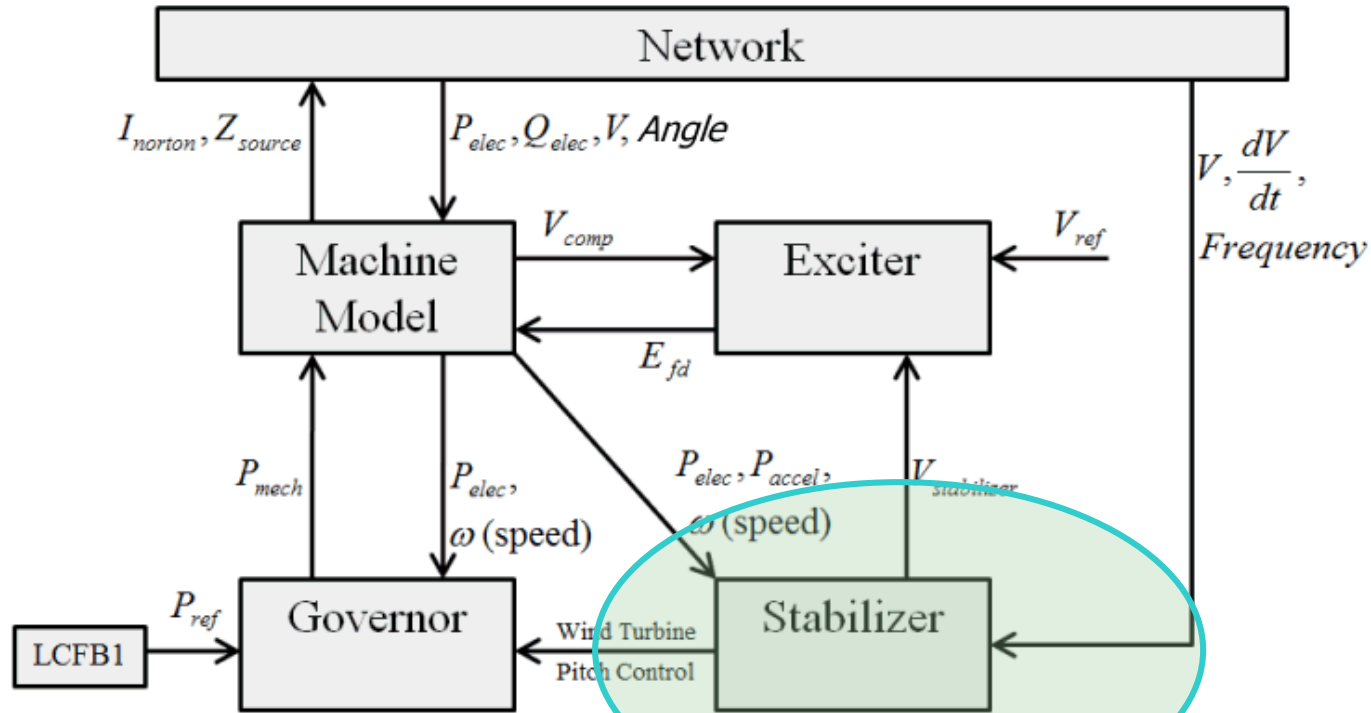 Network
I_norton, Z_source
P_elec, Q_elec, V, Angle
V, dV/dt,
Frequency
Machine
Model
V_comp
Exciter
V_ref
E_fd
P_mech
P_elec,
ω (speed)
P_elec, P_accel,
ω (speed)
V_stabilizer
LCFB1
P_ref
Governor
Wind Turbine
Pitch Control
Stabilizer